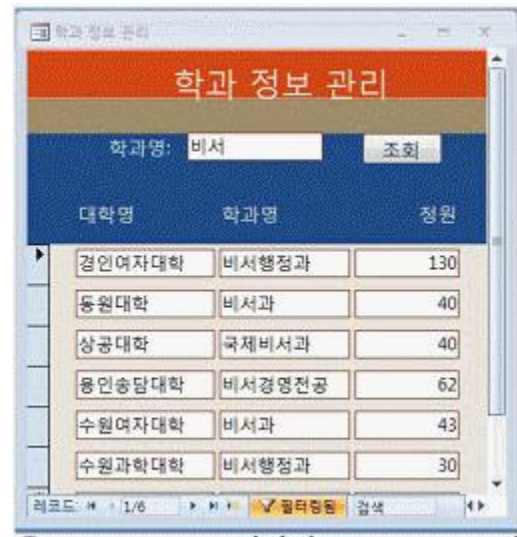 학과 정보 관리
학과 정보 관리
학과명: 비서 조회
대학명 학과명 정원
경인여자대학 비서행정과 130
동원대학 비서과 40
상공대학 국제비서과 40
용인송담대학 비서경영전공 62
수원여자대학 비서과 43
수원과학대학 비서행정과 30
레코드: 1/6 필터링됨 검색